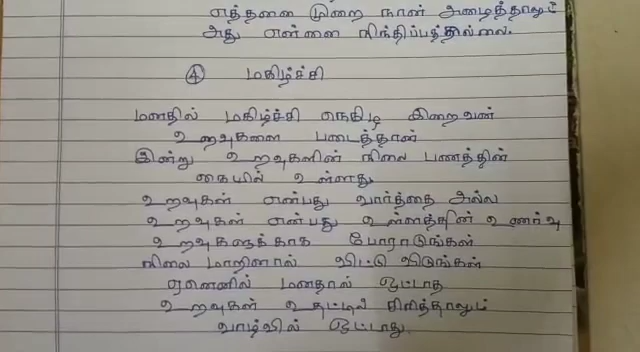 எத்தனை முறை நான் அழைத்தாலும்
அது என்னை சிந்திப்பத்தில்லை.
④ மகிழ்ச்சி
மனதில் மகிழ்ச்சி நெகிழ இறைவன்
உறவுகளை படைத்தான்
இன்று உறவுகளின் நிலை பணத்தின்
கையில் உள்ளது
உறவுகள் என்பது வார்த்தை அல்ல
உறவுகள் என்பது உள்ளத்தின் உணர்வு
உறவுகளுக்காக போராடுங்கள்
நிலை மாறினால் விட்டு விடுங்கள்
ஏனெனில் மனதால் ஒட்டாத
உறவுகள் உதட்டில் சிரித்தாலும்
வாழ்வில் ஒட்டாது.